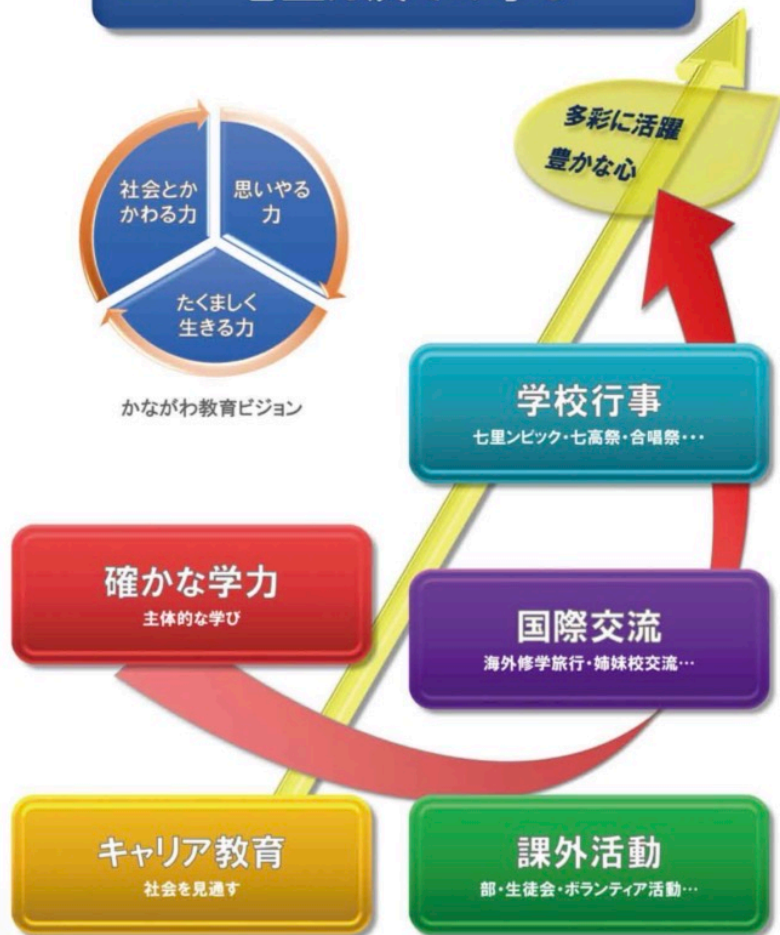 社会とか
かわる力
思いやる
力
たくましく
生きる力
かながわ教育ビジョン
多彩に活躍
豊かな心
学校行事
七里ンピック・七高祭・合唱祭・・・
確かな学力
主体的な学び
国際交流
海外修学旅行・姉妹校交流…
キャリア教育
社会を見通す
課外活動
部・生徒会・ボランティア活動…